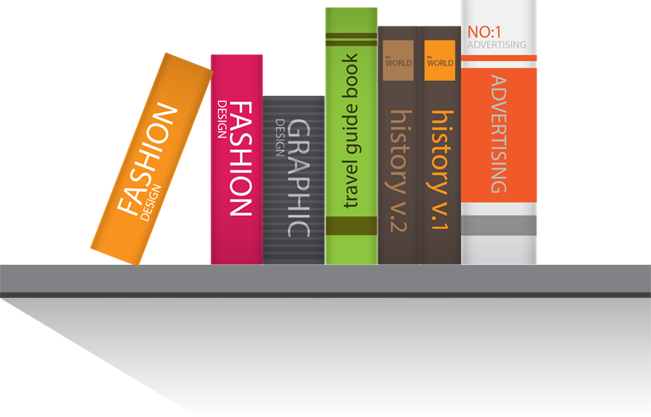 FASHION
DESIGN
FASHION
DESIGN
GRAPHIC
DESIGN
travel guide book
WORLD
history v.2
WORLD
history v.1
NO:1
ADVERTISING
ADVERTISING